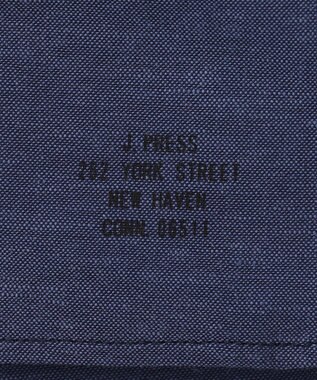 J. PRESS
262 YORK STREET
NEW HAVEN,
CONN. 06511